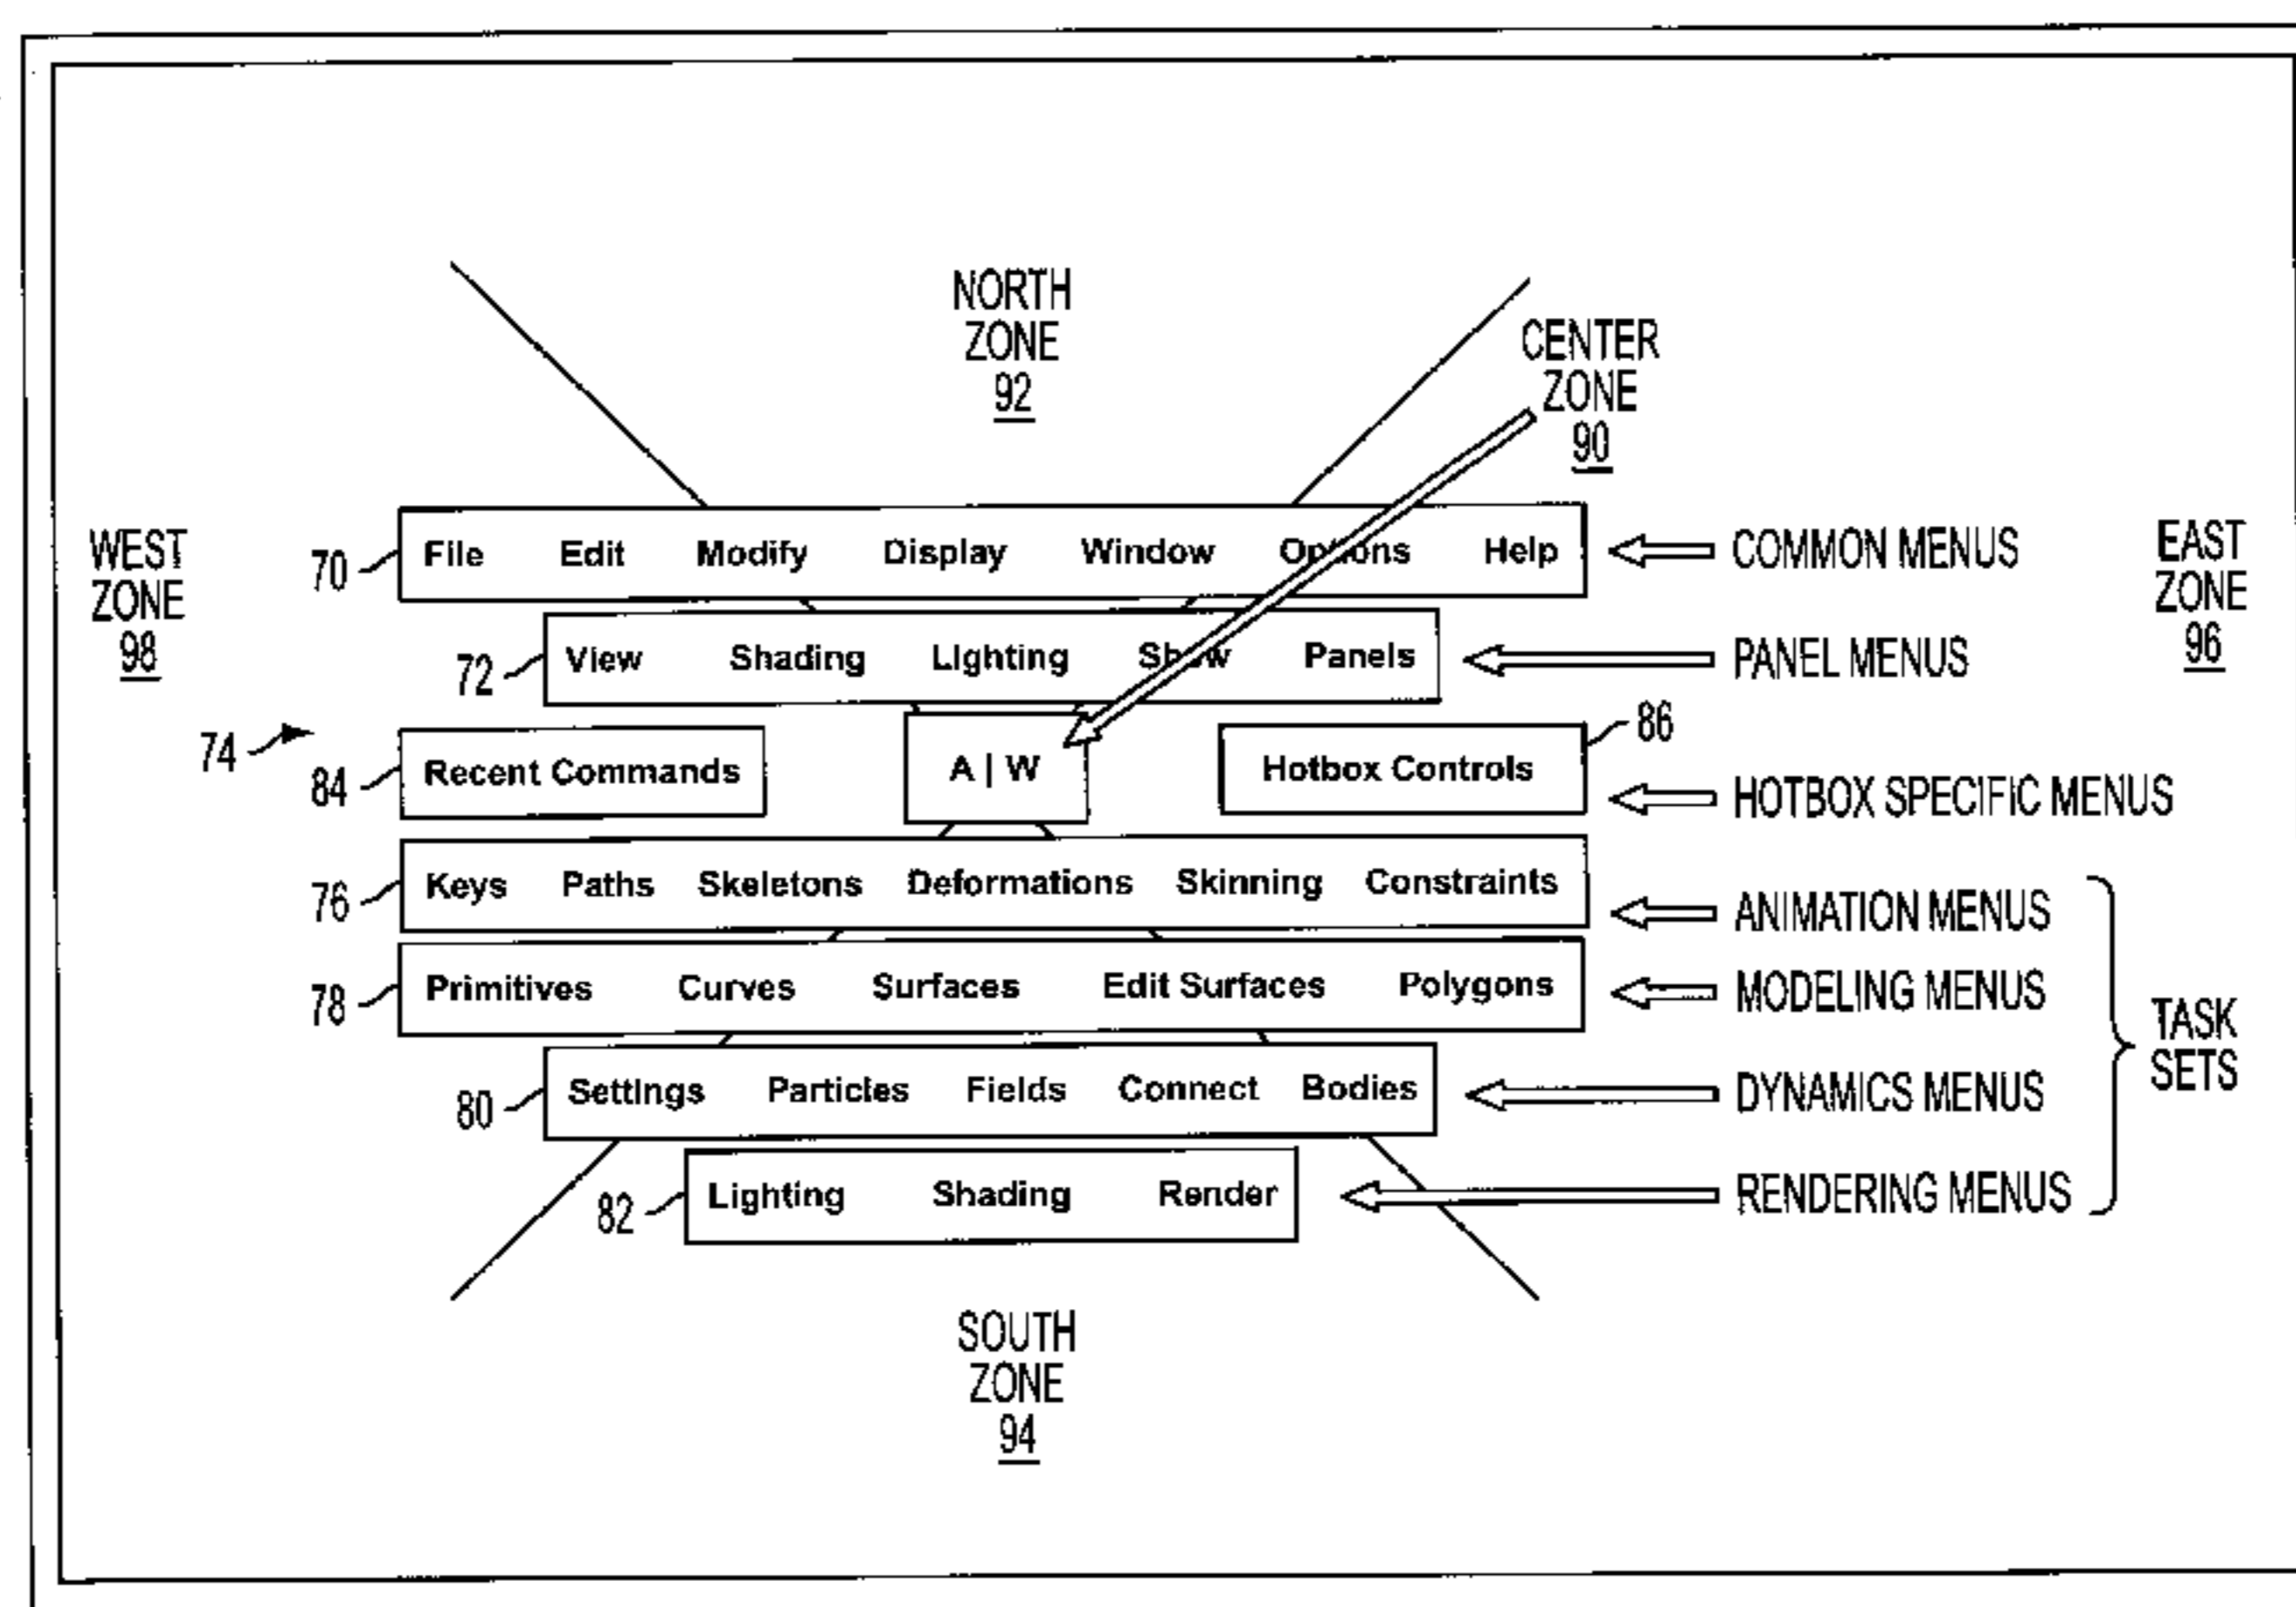 NORTH
ZONE
92
CENTER
ZONE
90
WEST
ZONE
98
EAST
ZONE
96
70 File Edit Modify Display Window Options Help COMMON MENUS
72 View Shading Lighting Show Panels PANEL MENUS
74
84 Recent Commands A | W Hotbox Controls 86
HOTBOX SPECIFIC MENUS
76 Keys Paths Skeletons Deformations Skinning Constraints ANIMATION MENUS
78 Primitives Curves Surfaces Edit Surfaces Polygons MODELING MENUS
TASK
SETS
80 Settings Particles Fields Connect Bodies DYNAMICS MENUS
82 Lighting Shading Render RENDERING MENUS
SOUTH
ZONE
94